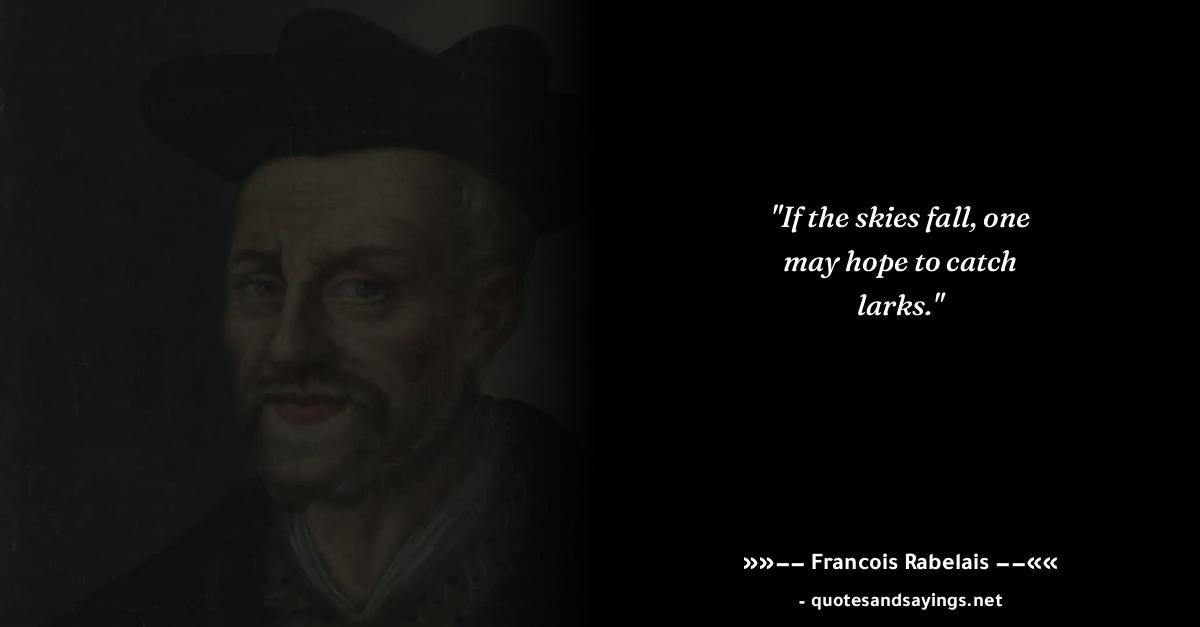 "If the skies fall, one
may hope to catch
larks."
»»−− Francois Rabelais −−««
- quotesandsayings.net